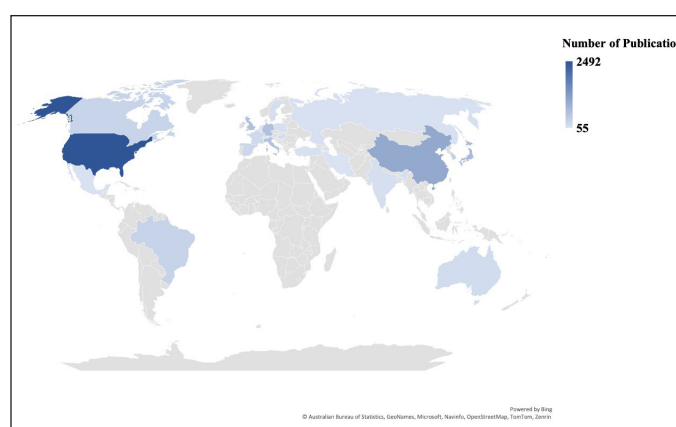 Number of Publicatio
2492
55
Powered by Bing
© Australian Bureau of Statistics, GeoNames, Microsoft, Navinfo, OpenStreetMap, TomTom, Zenrin